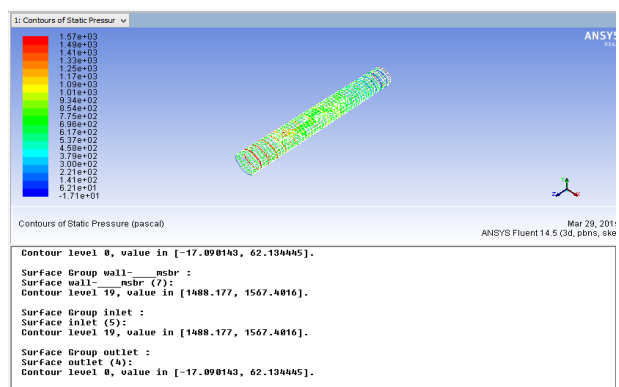 1: Contours of Static Pressur
ANSYS
1.57e+03
1.49e+03
1.41e+03
1.33e+03
1.25e+03
1.17e+03
1.09e+03
1.01e+03
9.34e+02
8.54e+02
7.75e+02
6.96e+02
6.17e+02
5.37e+02
4.58e+02
3.79e+02
3.00e+02
2.21e+02
1.41e+02
6.21e+01
-1.71e+01
Y
Z X
Contours of Static Pressure (pascal)
Mar 29, 201
ANSYS Fluent 14.5 (3d, pbns, ske
Contour level 0, value in [-17.090143, 62.134445].
Surface Group wall-____msbr :
Surface wall-____msbr (7):
Contour level 19, value in [1488.177, 1567.4016].
Surface Group inlet :
Surface inlet (5):
Contour level 19, value in [1488.177, 1567.4016].
Surface Group outlet :
Surface outlet (4):
Contour level 0, value in [-17.090143, 62.134445].